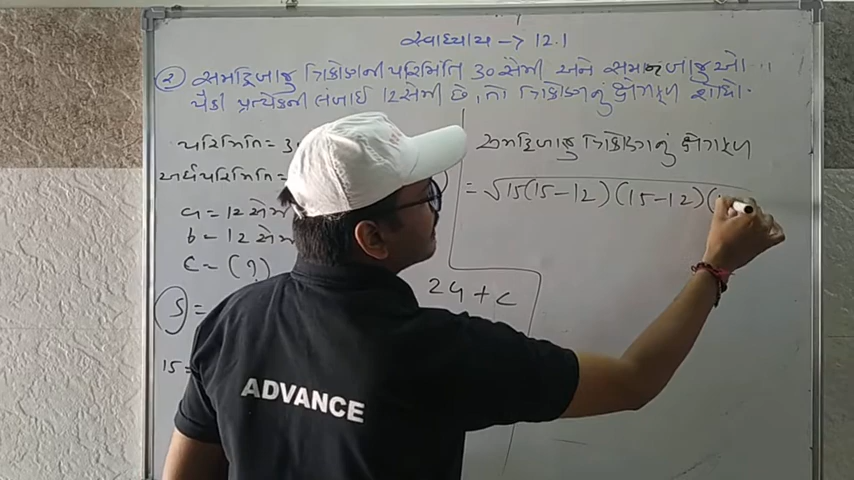 સ્વાધ્યાય → 12.1
૨ સમદ્વિબાજુ ત્રિકોણની પરિમિતિ 30 સેમી અને સમાન બાજુઓ
પૈકી પ્રત્યેકની લંબાઈ 12 સેમી છે, તો ત્રિકોણનું ક્ષેત્રફળ શોધો.
પરિમિતિ = 3
અર્ધપરિમિતિ =
a = 12 સેમી
b = 12 સેમી
c = (?)
S =
15 =
24 + c
સમદ્વિબાજુ ત્રિકોણનું ક્ષેત્રફળ
= √15(15-12)(15-12)(
ADVANCE